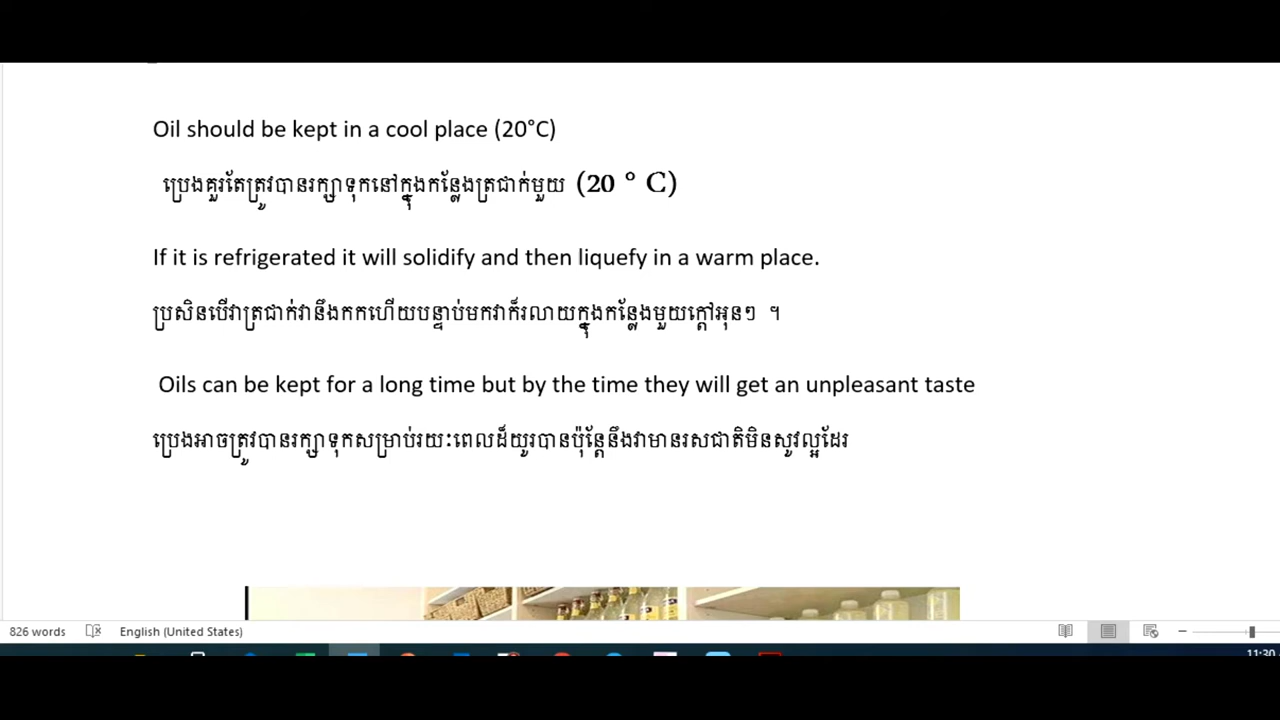 Oil should be kept in a cool place (20°C)
ប្រេងគួរតែត្រូវបានរក្សាទុកនៅក្នុងកន្លែងត្រជាក់មួយ (20 ° C)
If it is refrigerated it will solidify and then liquefy in a warm place.
ប្រសិនបើវាត្រជាក់វានឹងកកហើយបន្ទាប់មកវាក៏រលាយក្នុងកន្លែងមួយក្តៅអុនៗ ។
Oils can be kept for a long time but by the time they will get an unpleasant taste
ប្រេងអាចត្រូវបានរក្សាទុកសម្រាប់រយៈពេលដ៏យូរបានប៉ុន្តែនឹងវាមានរសជាតិមិនសូវល្អដែរ
826 words English (United States)
11:30